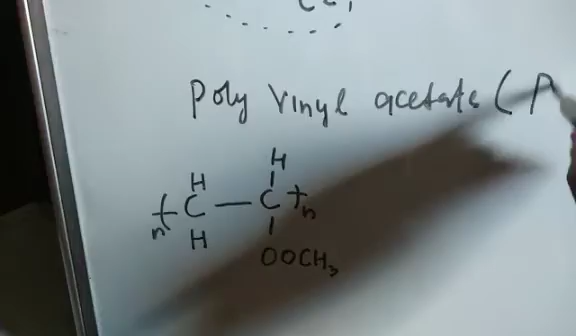 Poly Vinyl acetate ( P
H H
n C — C n
H
OOCH3